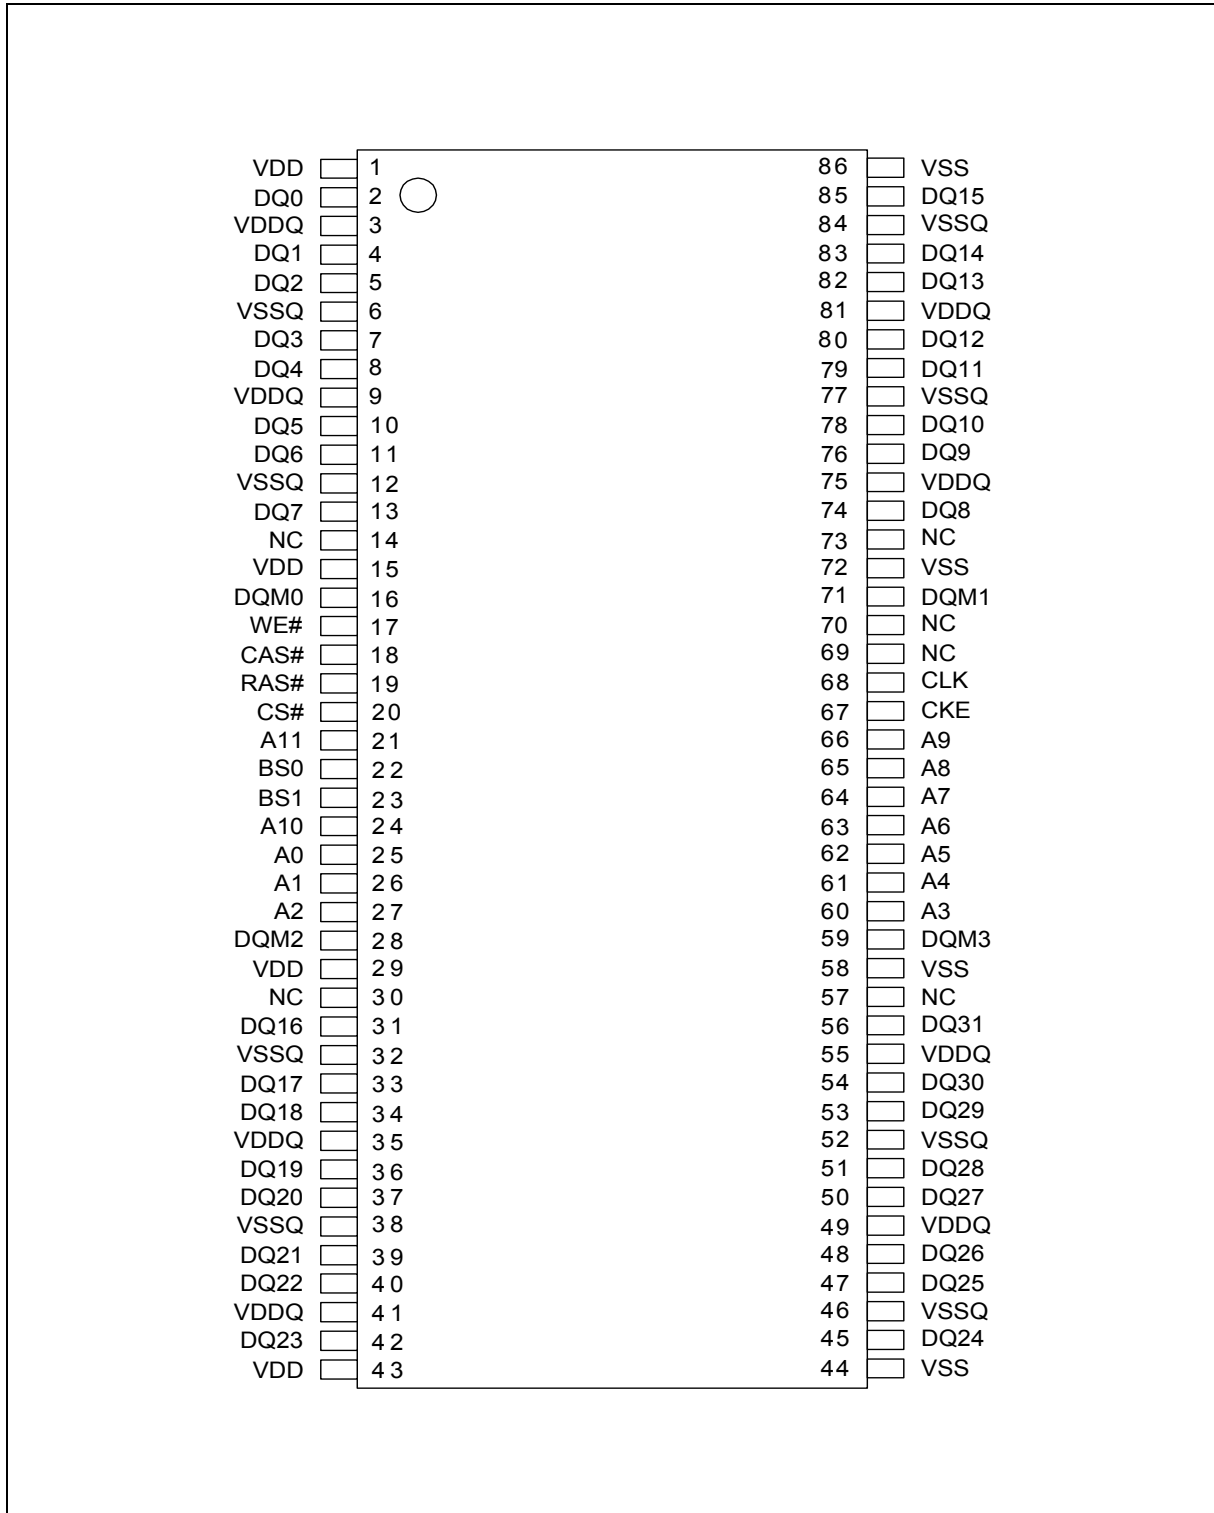 VDD 1 86 VSS
DQ0 2 85 DQ15
VDDQ 3 84 VSSQ
DQ1 4 83 DQ14
DQ2 5 82 DQ13
VSSQ 6 81 VDDQ
DQ3 7 80 DQ12
DQ4 8 79 DQ11
VDDQ 9 77 VSSQ
DQ5 10 78 DQ10
DQ6 11 76 DQ9
VSSQ 12 75 VDDQ
DQ7 13 74 DQ8
NC 14 73 NC
VDD 15 72 VSS
DQM0 16 71 DQM1
WE# 17 70 NC
CAS# 18 69 NC
RAS# 19 68 CLK
CS# 20 67 CKE
A11 21 66 A9
BS0 22 65 A8
BS1 23 64 A7
A10 24 63 A6
A0 25 62 A5
A1 26 61 A4
A2 27 60 A3
DQM2 28 59 DQM3
VDD 29 58 VSS
NC 30 57 NC
DQ16 31 56 DQ31
VSSQ 32 55 VDDQ
DQ17 33 54 DQ30
DQ18 34 53 DQ29
VDDQ 35 52 VSSQ
DQ19 36 51 DQ28
DQ20 37 50 DQ27
VSSQ 38 49 VDDQ
DQ21 39 48 DQ26
DQ22 40 47 DQ25
VDDQ 41 46 VSSQ
DQ23 42 45 DQ24
VDD 43 44 VSS